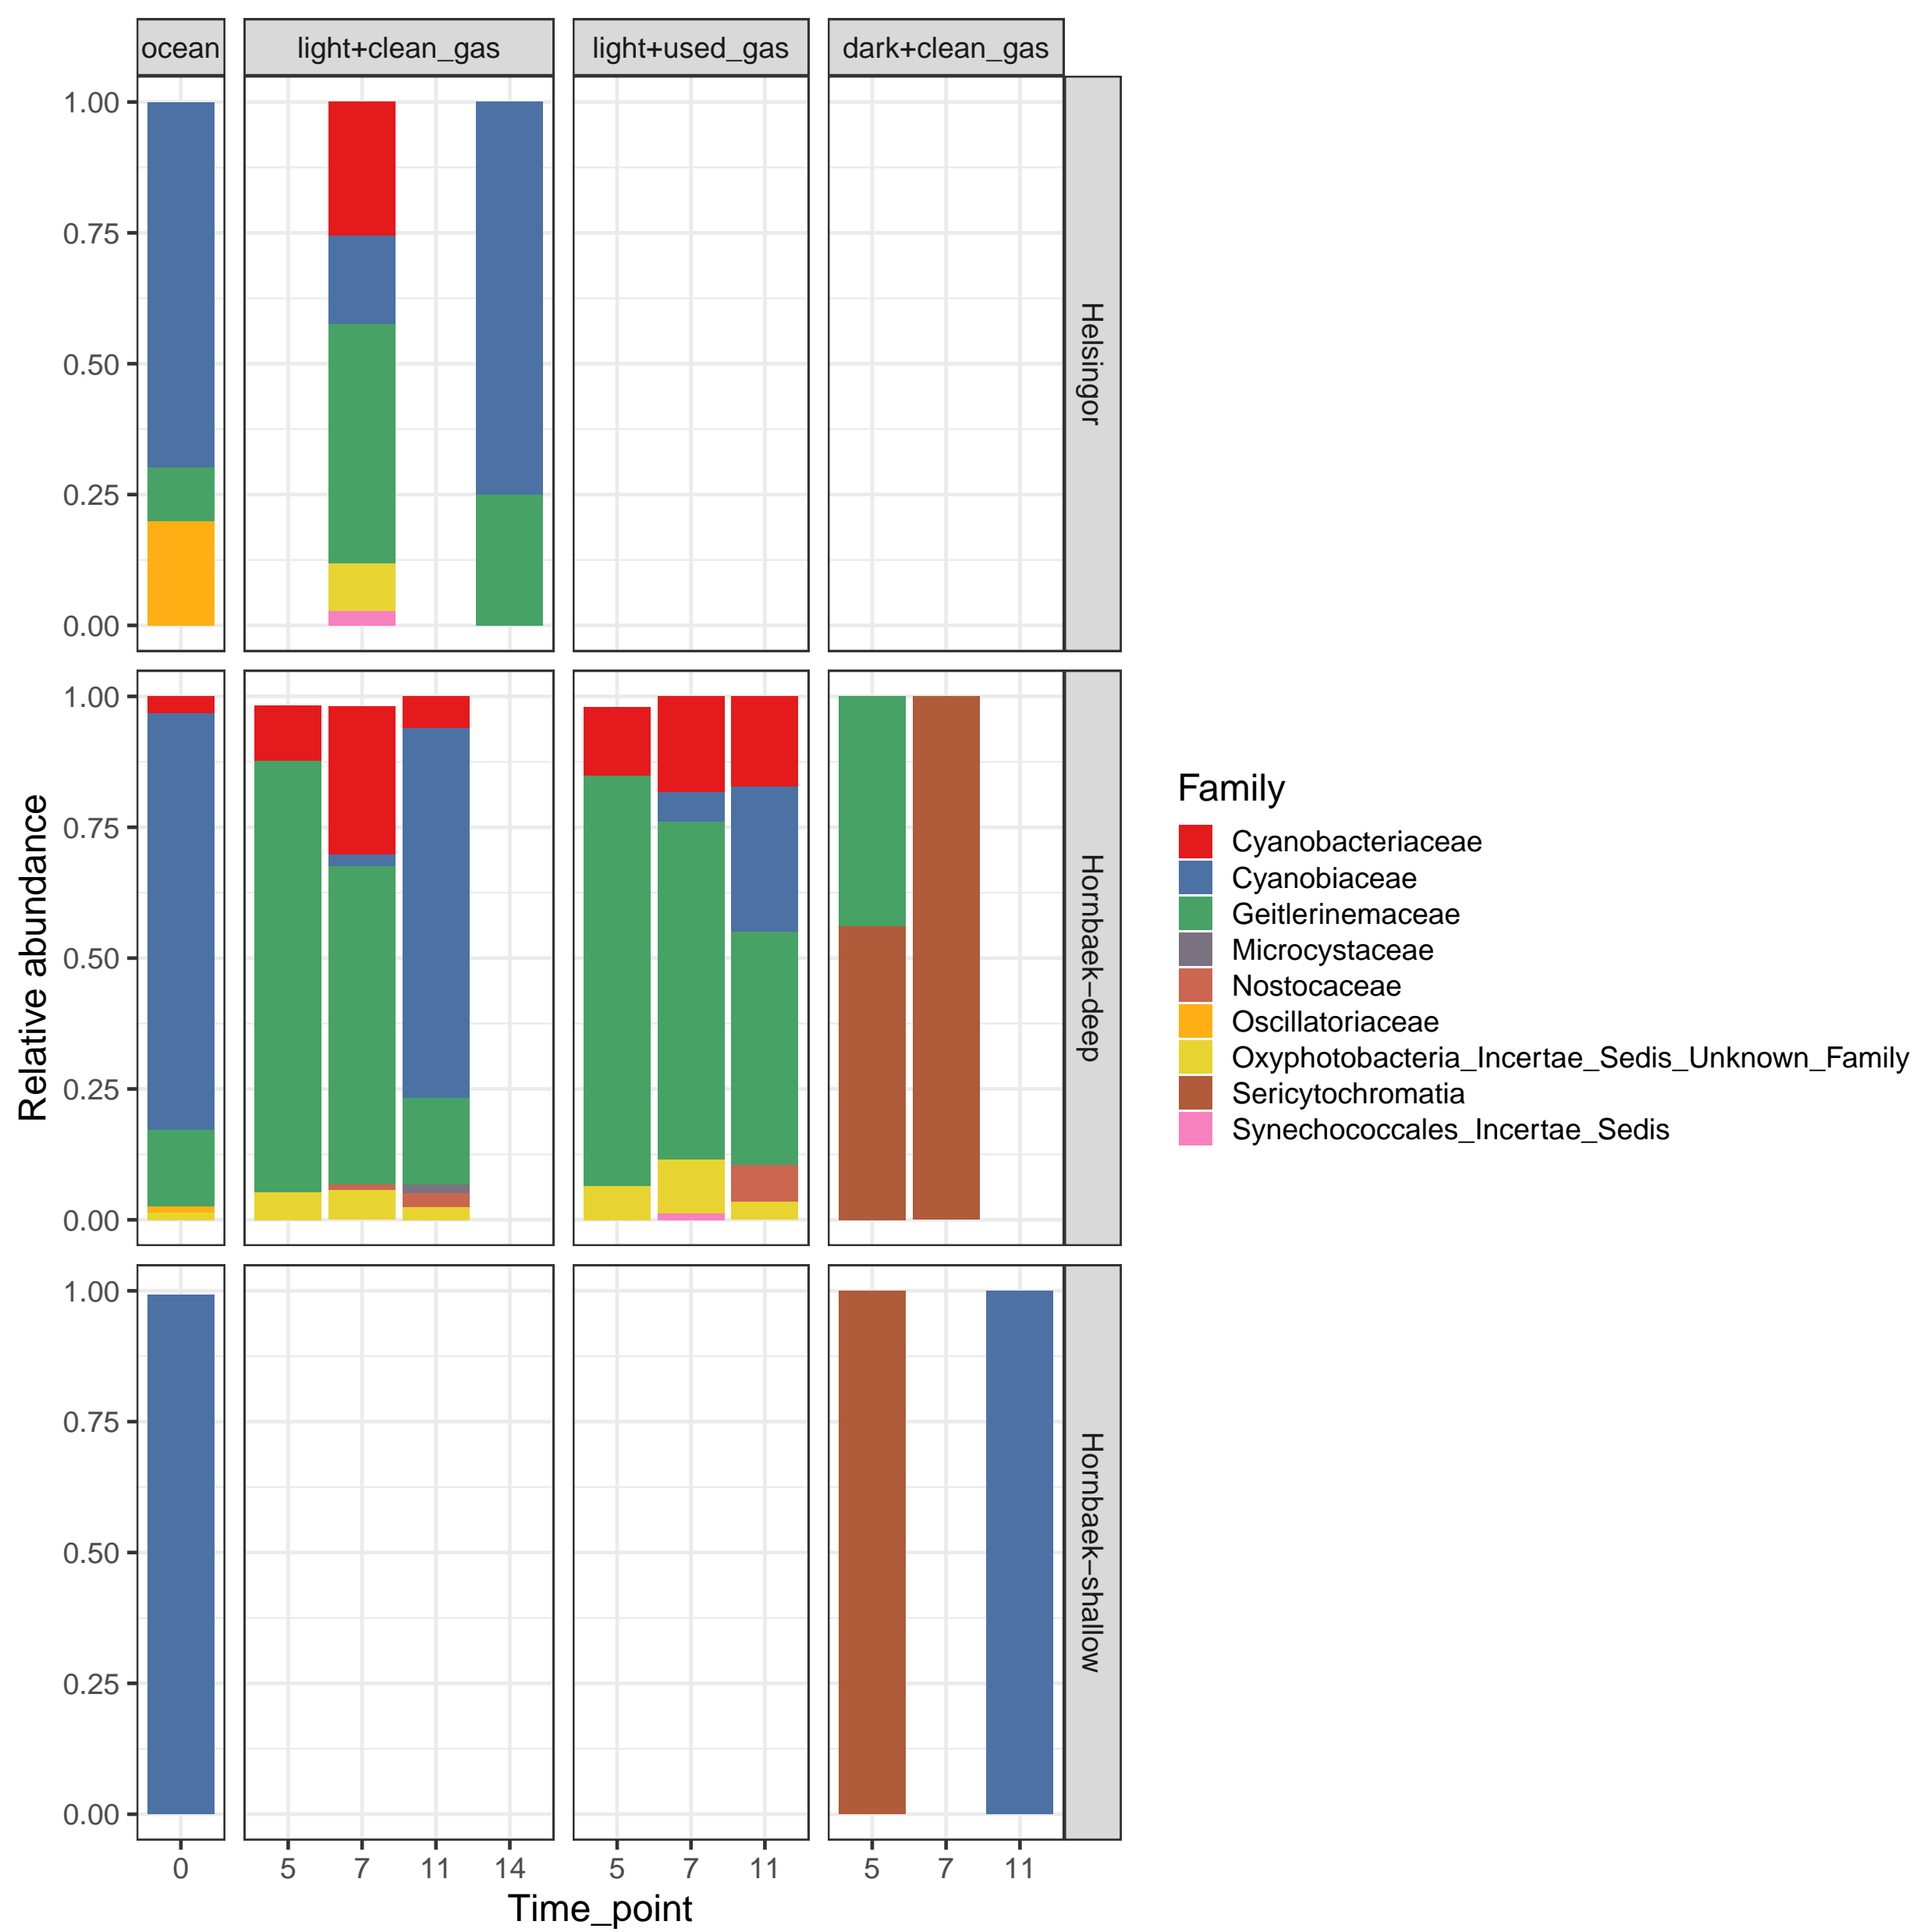 ocean light+clean_gas light+used_gas dark+clean_gas
1.00
0.75
0.50
0.25
0.00
Helsingor
1.00
0.75
0.50
0.25
0.00
Hornbaek−deep
1.00
0.75
0.50
0.25
0.00
Hornbaek−shallow
0 5 7 11 14 5 7 11 5 7 11
Time_point
Relative abundance
Family
Cyanobacteriaceae
Cyanobiaceae
Geitlerinemaceae
Microcystaceae
Nostocaceae
Oscillatoriaceae
Oxyphotobacteria_Incertae_Sedis_Unknown_Family
Sericytochromatia
Synechococcales_Incertae_Sedis